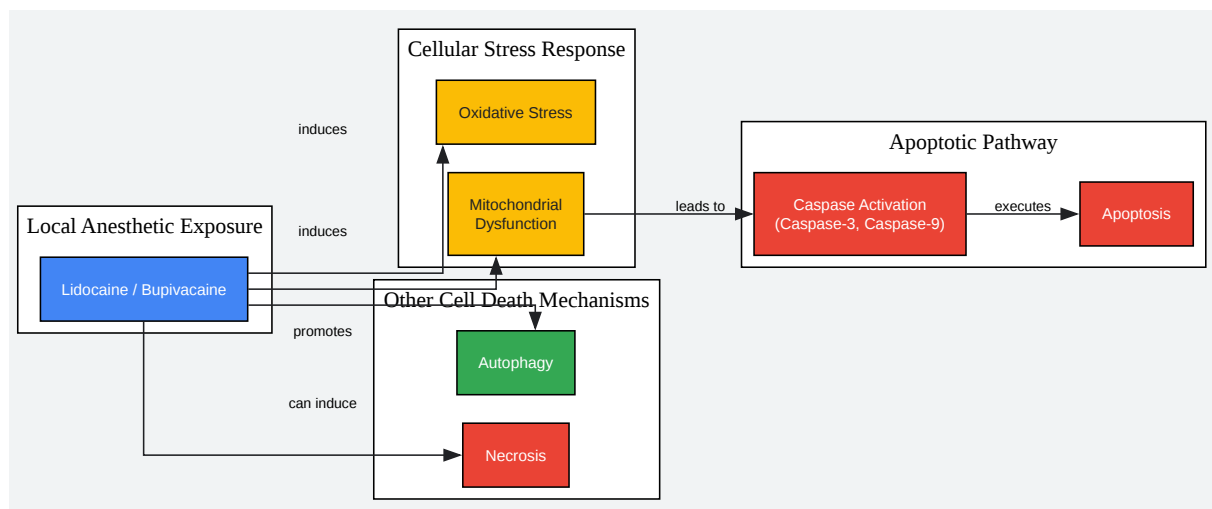 Cellular Stress Response
Oxidative Stress
induces
Apoptotic Pathway
Mitochondrial
Dysfunction
leads to
Caspase Activation
(Caspase-3, Caspase-9)
executes
Apoptosis
Local Anesthetic Exposure
induces
Lidocaine / Bupivacaine
Other Cell Death Mechanisms
promotes
Autophagy
can induce
Necrosis